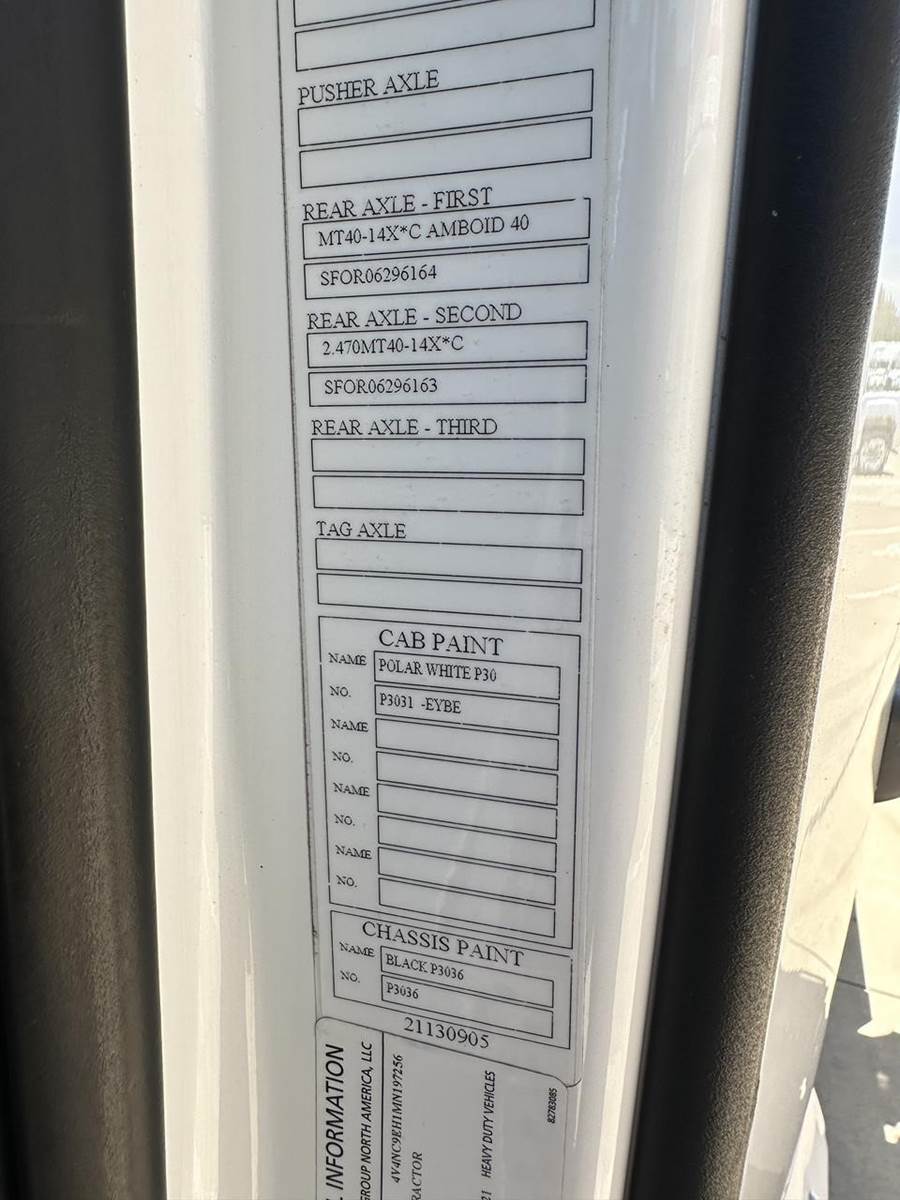 PUSHER AXLE
REAR AXLE - FIRST
MT40-14X*C AMBOID 40
SFOR06296164
REAR AXLE - SECOND
2.470MT40-14X*C
SFOR06296163
REAR AXLE - THIRD
TAG AXLE
CAB PAINT
NAME POLAR WHITE P30
NO. P3031 -EYBE
NAME
NO.
NAME
NO.
NAME
NO.
CHASSIS PAINT
NAME BLACK P3036
NO. P3036
21130905
INFORMATION
GROUP NORTH AMERICA, LLC
4V4NC9EH1MN197256
RACTOR
21 HEAVY DUTY VEHICLES
82783085